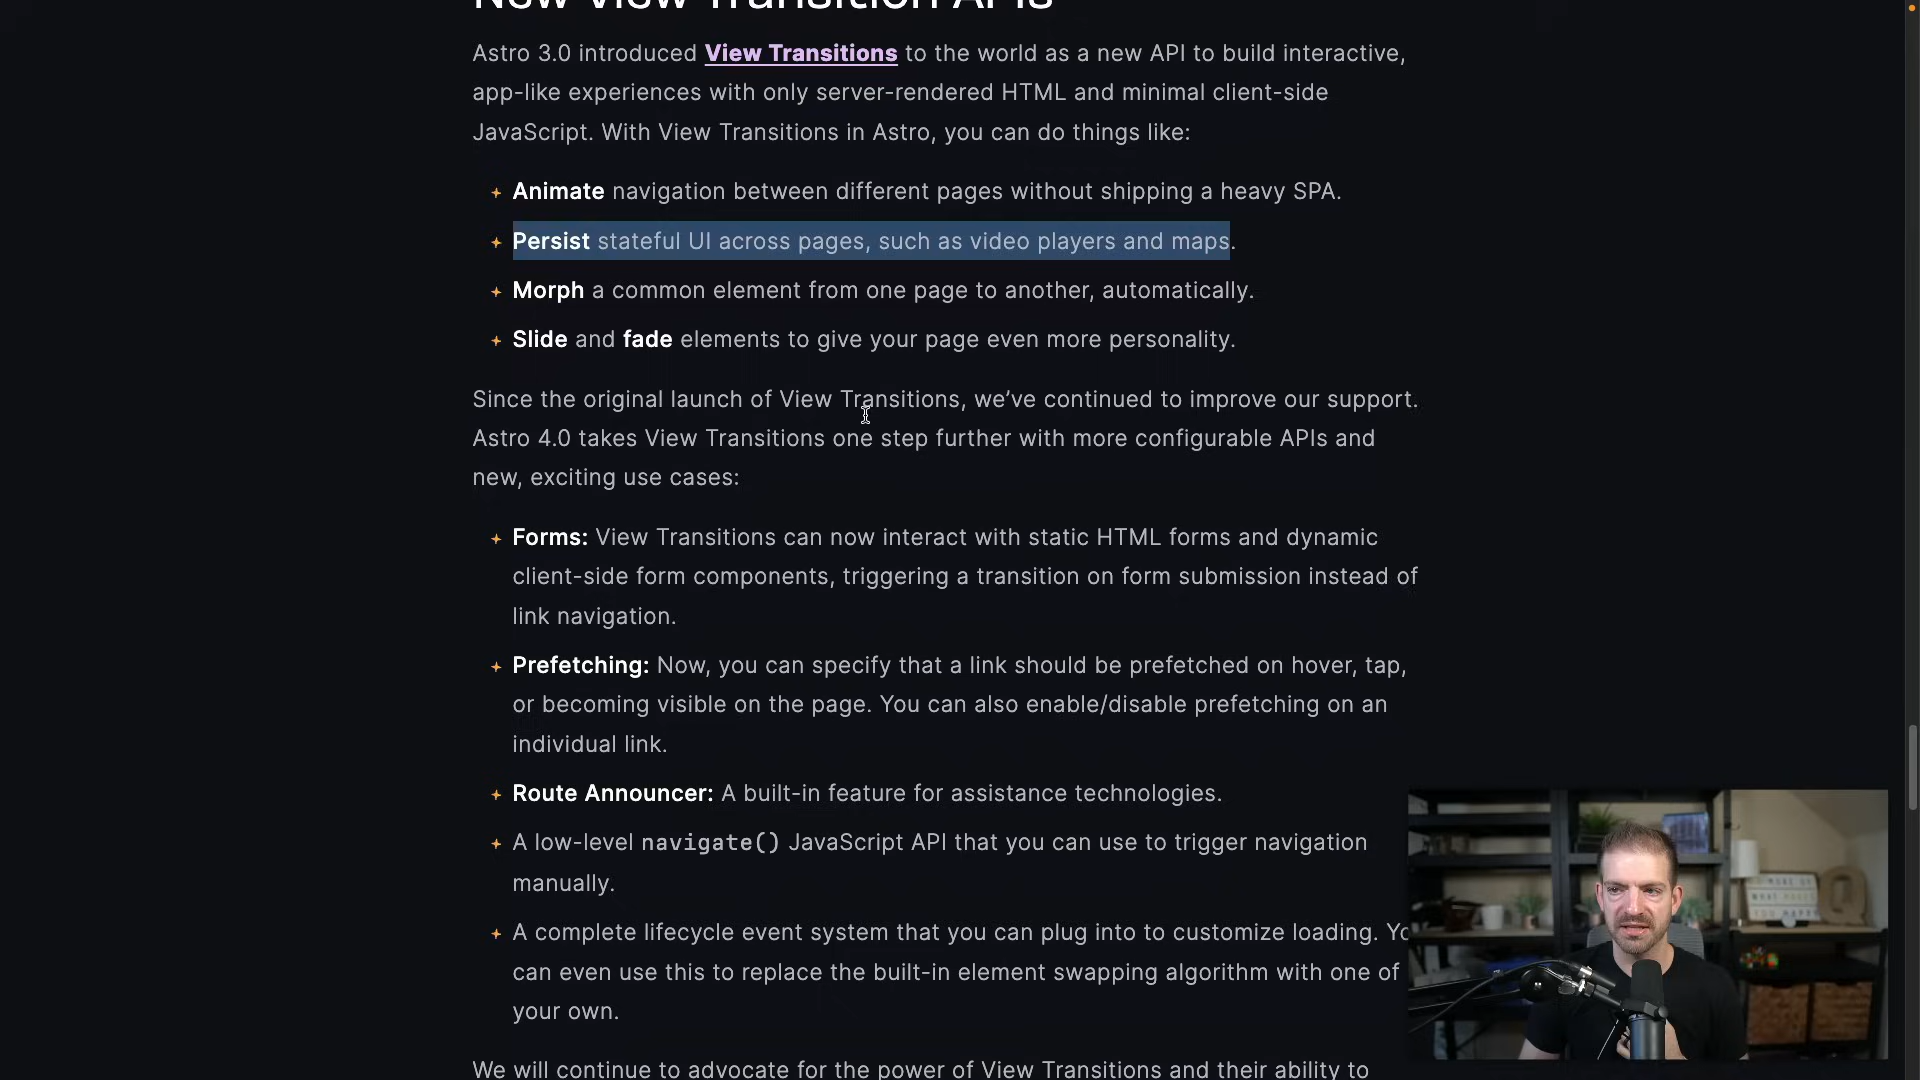 New View Transition APIs
Astro 3.0 introduced View Transitions to the world as a new API to build interactive,
app-like experiences with only server-rendered HTML and minimal client-side
JavaScript. With View Transitions in Astro, you can do things like:
Animate navigation between different pages without shipping a heavy SPA.
Persist stateful UI across pages, such as video players and maps.
Morph a common element from one page to another, automatically.
Slide and fade elements to give your page even more personality.
Since the original launch of View Transitions, we’ve continued to improve our support.
Astro 4.0 takes View Transitions one step further with more configurable APIs and
new, exciting use cases:
Forms: View Transitions can now interact with static HTML forms and dynamic
client-side form components, triggering a transition on form submission instead of
link navigation.
Prefetching: Now, you can specify that a link should be prefetched on hover, tap,
or becoming visible on the page. You can also enable/disable prefetching on an
individual link.
Route Announcer: A built-in feature for assistance technologies.
A low-level navigate() JavaScript API that you can use to trigger navigation
manually.
A complete lifecycle event system that you can plug into to customize loading. Yo
can even use this to replace the built-in element swapping algorithm with one of
your own.
We will continue to advocate for the power of View Transitions and their ability to